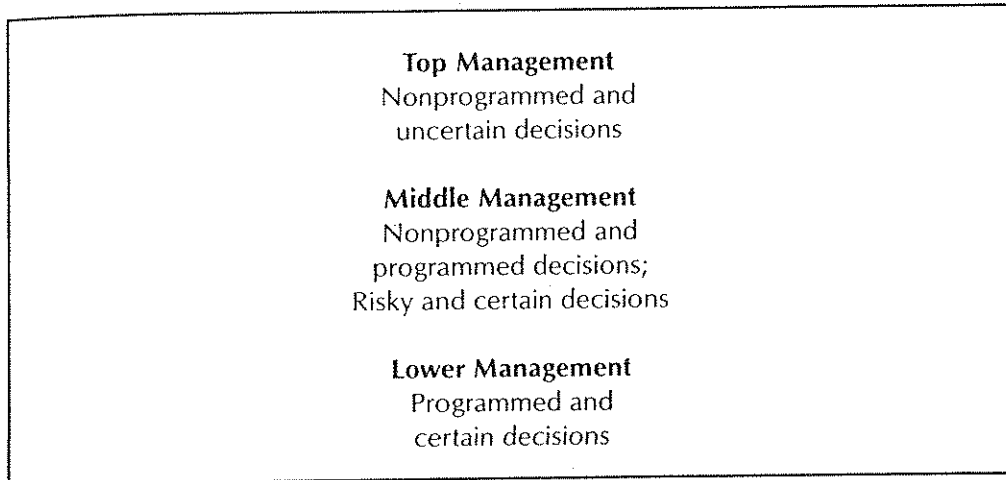 Top Management
Nonprogrammed and
uncertain decisions
Middle Management
Nonprogrammed and
programmed decisions;
Risky and certain decisions
Lower Management
Programmed and
certain decisions